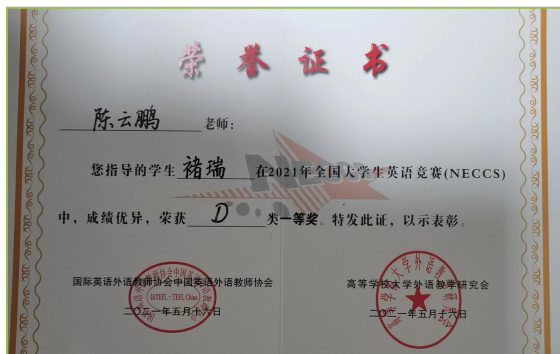 荣誉证书
陈云鹏 老师：
您指导的学生 褚瑞 在2021年全国大学生英语竞赛(NECCS)
中，成绩优异，荣获 D 类一等奖。特发此证，以示表彰。
NECCS
国际英语外语教师协会中国英语外语教师协会 高等学校大学外语教学研究会
IATEFL·TEFL China
二〇二一年五月十六日 二〇二一年五月十六日